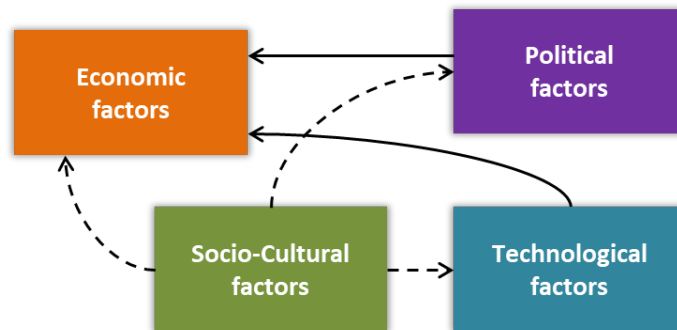 Economic
factors
Political
factors
Socio-Cultural
factors
Technological
factors